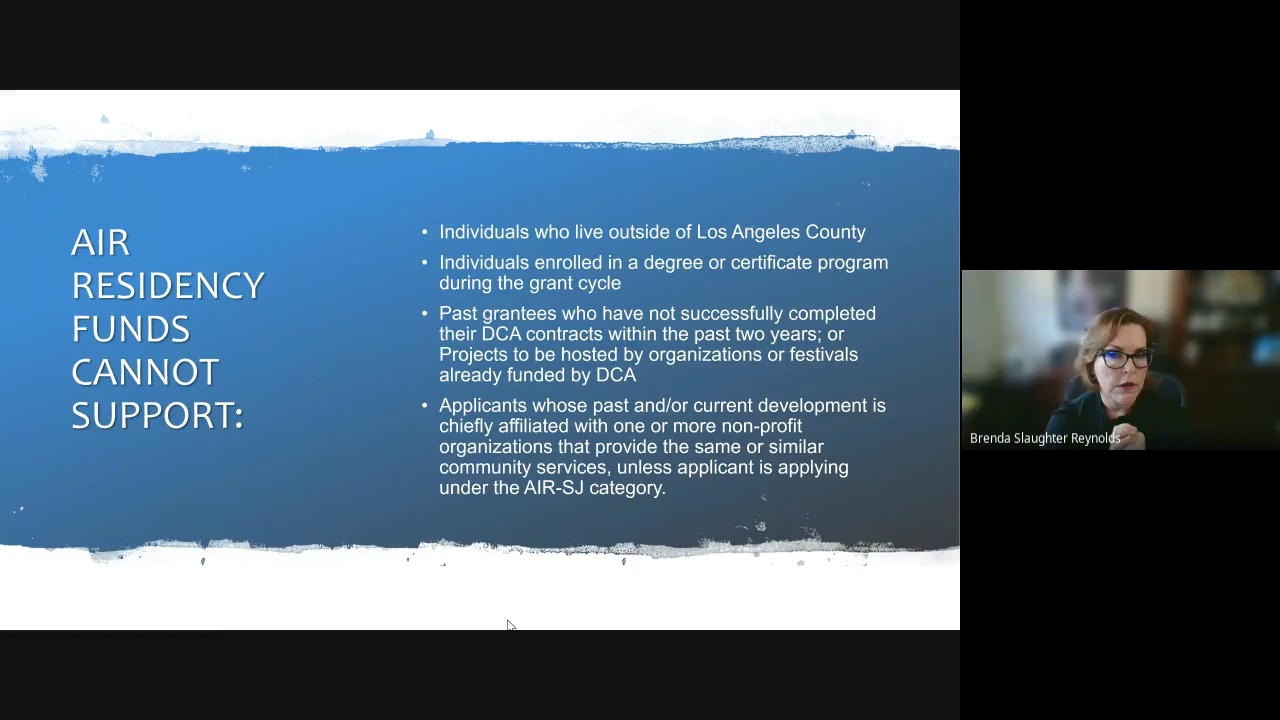 AIR
RESIDENCY
FUNDS
CANNOT
SUPPORT:
• Individuals who live outside of Los Angeles County
• Individuals enrolled in a degree or certificate program
during the grant cycle
• Past grantees who have not successfully completed
their DCA contracts within the past two years; or
Projects to be hosted by organizations or festivals
already funded by DCA
• Applicants whose past and/or current development is
chiefly affiliated with one or more non-profit
organizations that provide the same or similar
community services, unless applicant is applying
under the AIR-SJ category.
Brenda Slaughter Reynolds